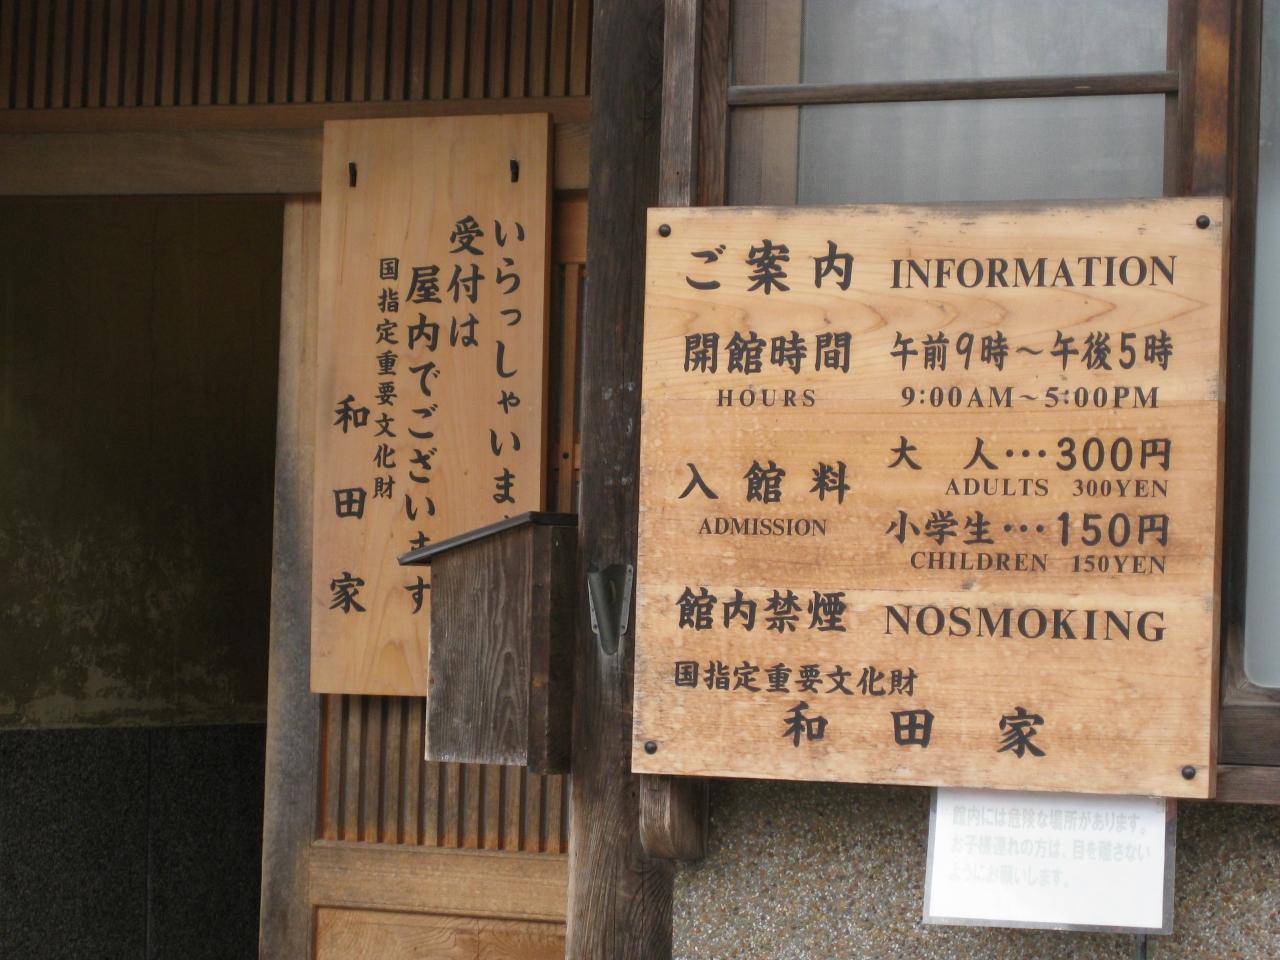 いらっしゃいま
受付は
屋内でございます
国指定重要文化財
和田家
ご案内 INFORMATION
開館時間 午前9時～午後5時
HOURS 9:00AM～5:00PM
入館料 大人…300円
ADMISSION ADULTS 300YEN
小学生…150円
CHILDREN 150YEN
館内禁煙 NOSMOKING
国指定重要文化財
和田家
館内には危険な場所があります。
お子様連れの方は、目を離さない
ようにお願いします。